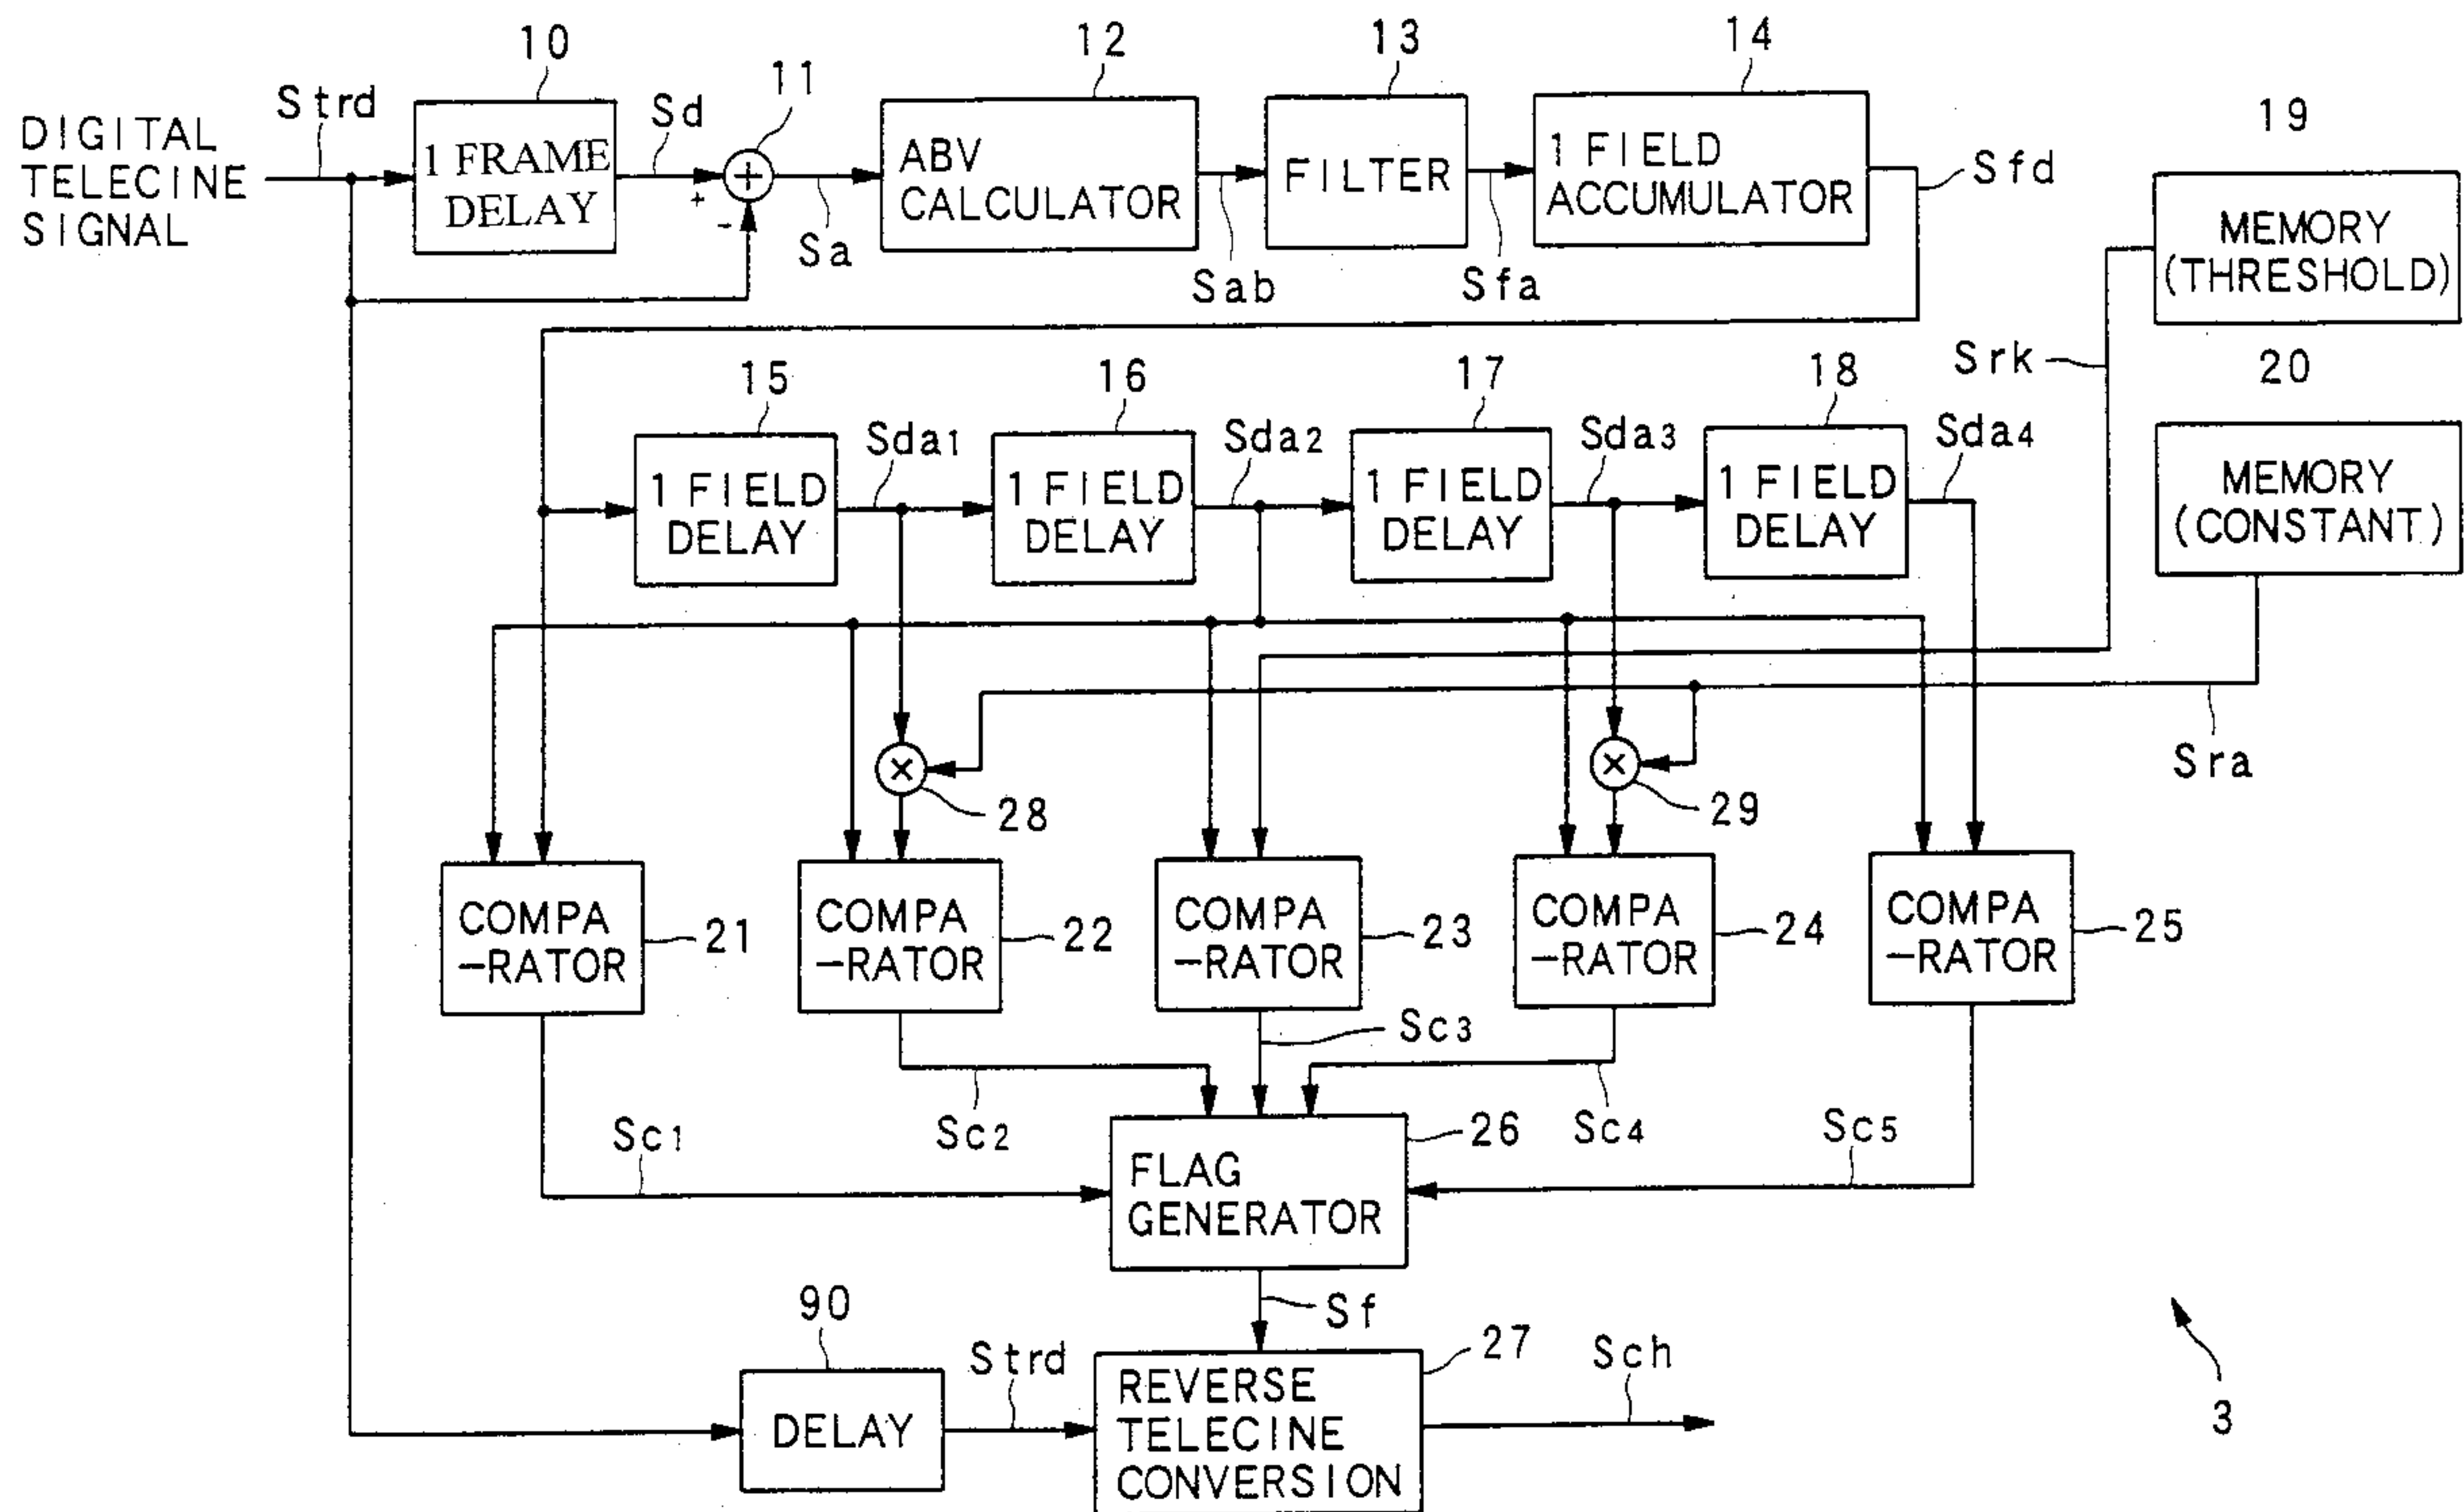 10
11
12
13
14
19
DIGITAL
TELECINE
SIGNAL
Strd
1 FRAME
DELAY
Sd
+
+
-
Sa
ABV
CALCULATOR
Sab
FILTER
Sfa
1 FIELD
ACCUMULATOR
Sfd
MEMORY
(THRESHOLD)
Srk
20
15
16
17
18
1 FIELD
DELAY
Sda1
1 FIELD
DELAY
Sda2
1 FIELD
DELAY
Sda3
1 FIELD
DELAY
Sda4
MEMORY
(CONSTANT)
×
28
×
29
Sra
COMPA
-RATOR
21
COMPA
-RATOR
22
COMPA
-RATOR
23
COMPA
-RATOR
24
COMPA
-RATOR
25
Sc3
Sc1
Sc2
26
Sc4
Sc5
FLAG
GENERATOR
Sf
90
DELAY
Strd
27
REVERSE
TELECINE
CONVERSION
Sch
3